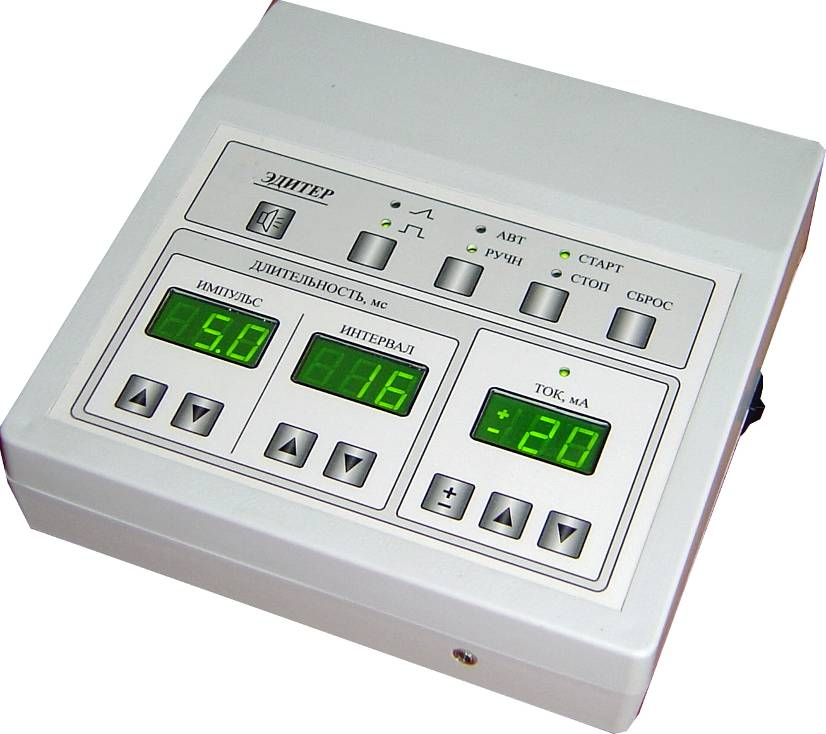 ЭДИТЕР
АВТ
РУЧН
СТАРТ
СТОП
СБРОС
ДЛИТЕЛЬНОСТЬ, мс
ИМПУЛЬС
5.0
ИНТЕРВАЛ
16
ТОК, мА
± 20
±